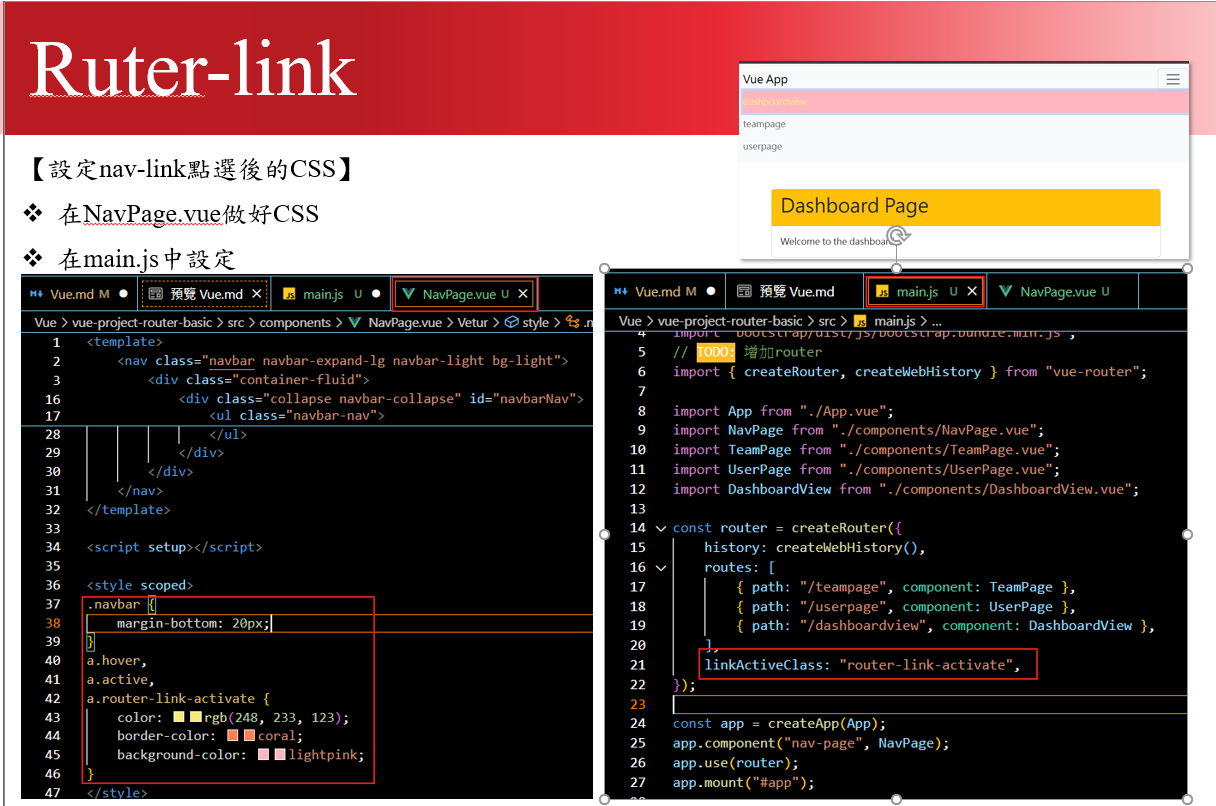 Ruter-link
Vue App
dashboardview
teampage
userpage
Dashboard Page
Welcome to the dashboar
【設定nav-link點選後的CSS】
❖ 在NavPage.vue做好CSS
❖ 在main.js中設定
Vue.md M ● 預覽 Vue.md × main.js U ● NavPage.vue U ×
Vue > vue-project-router-basic > src > components > NavPage.vue > Vetur > style >
1 <template>
2 <nav class="navbar navbar-expand-lg navbar-light bg-light">
3 <div class="container-fluid">
16 <div class="collapse navbar-collapse" id="navbarNav">
17 <ul class="navbar-nav">
28 </ul>
29 </div>
30 </div>
31 </nav>
32 </template>
33
34 <script setup></script>
35
36 <style scoped>
37 .navbar {
38 margin-bottom: 20px;
39 }
40 a.hover,
41 a.active,
42 a.router-link-activate {
43 color: rgb(248, 233, 123);
44 border-color: coral;
45 background-color: lightpink;
46 }
47 </style>
Vue.md M ● 預覽 Vue.md main.js U × NavPage.vue U
Vue > vue-project-router-basic > src > main.js > ...
4 import "bootstrap/dist/js/bootstrap.bundle.min.js";
5 // TODO: 增加router
6 import { createRouter, createWebHistory } from "vue-router";
7
8 import App from "./App.vue";
9 import NavPage from "./components/NavPage.vue";
10 import TeamPage from "./components/TeamPage.vue";
11 import UserPage from "./components/UserPage.vue";
12 import DashboardView from "./components/DashboardView.vue";
13
14 const router = createRouter({
15 history: createWebHistory(),
16 routes: [
17 { path: "/teampage", component: TeamPage },
18 { path: "/userpage", component: UserPage },
19 { path: "/dashboardview", component: DashboardView },
20 ],
21 linkActiveClass: "router-link-activate",
22 });
23
24 const app = createApp(App);
25 app.component("nav-page", NavPage);
26 app.use(router);
27 app.mount("#app");